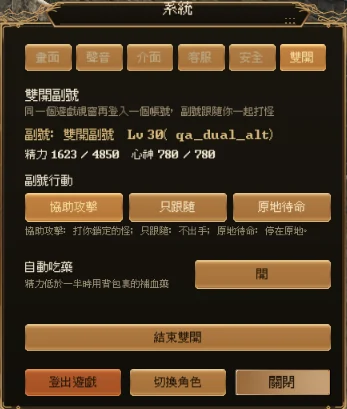 系統
畫面 聲音 介面 客服 安全 雙開
雙開副號
同一個遊戲視窗再登入一個帳號，副號跟隨你一起打怪
副號：雙開副號 Lv 30( qa_dual_alt)
精力 1623 / 4850 心神 780 / 780
副號行動
協助攻擊 只跟隨 原地待命
協助攻擊：打你鎖定的怪；只跟隨：不出手；原地待命：停在原地。
自動吃藥
開
精力低於一半時用背包裏的補血藥
結束雙開
登出遊戲 切換角色 關閉